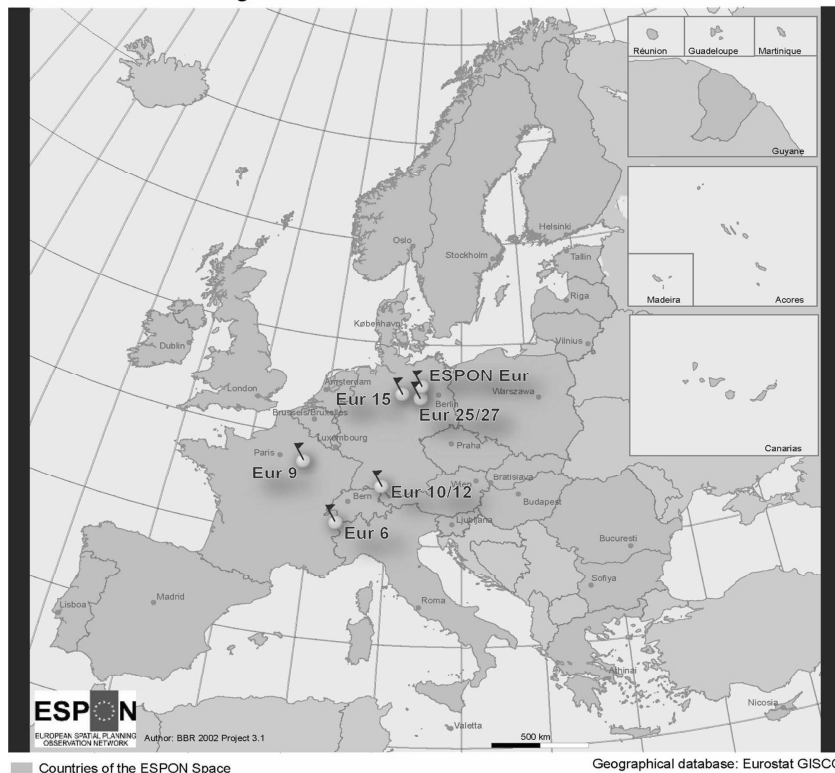 Réunion
Guadeloupe
Martinique
Guyane
Madeira
Acores
Canarias
Helsinki
Oslo
Stockholm
Tallin
Riga
København
Vilnius
Dublin
ESPON Eur
London
Amsterdam
Eur 15
Berlin
Warszawa
Eur 25/27
Brussels/Bruxelles
Luxembourg
Praha
Paris
Eur 9
Eur 10/12
Wien
Bratislava
Bern
Budapest
Eur 6
Ljubljana
Bucuresti
Sofiya
Lisboa
Madrid
Roma
Athinai
Nicosia
Valetta
ESPON
EUROPEAN SPATIAL PLANNING
OBSERVATION NETWORK
Author: BBR 2002 Project 3.1
500 km
Countries of the ESPON Space
Geographical database: Eurostat GISCO